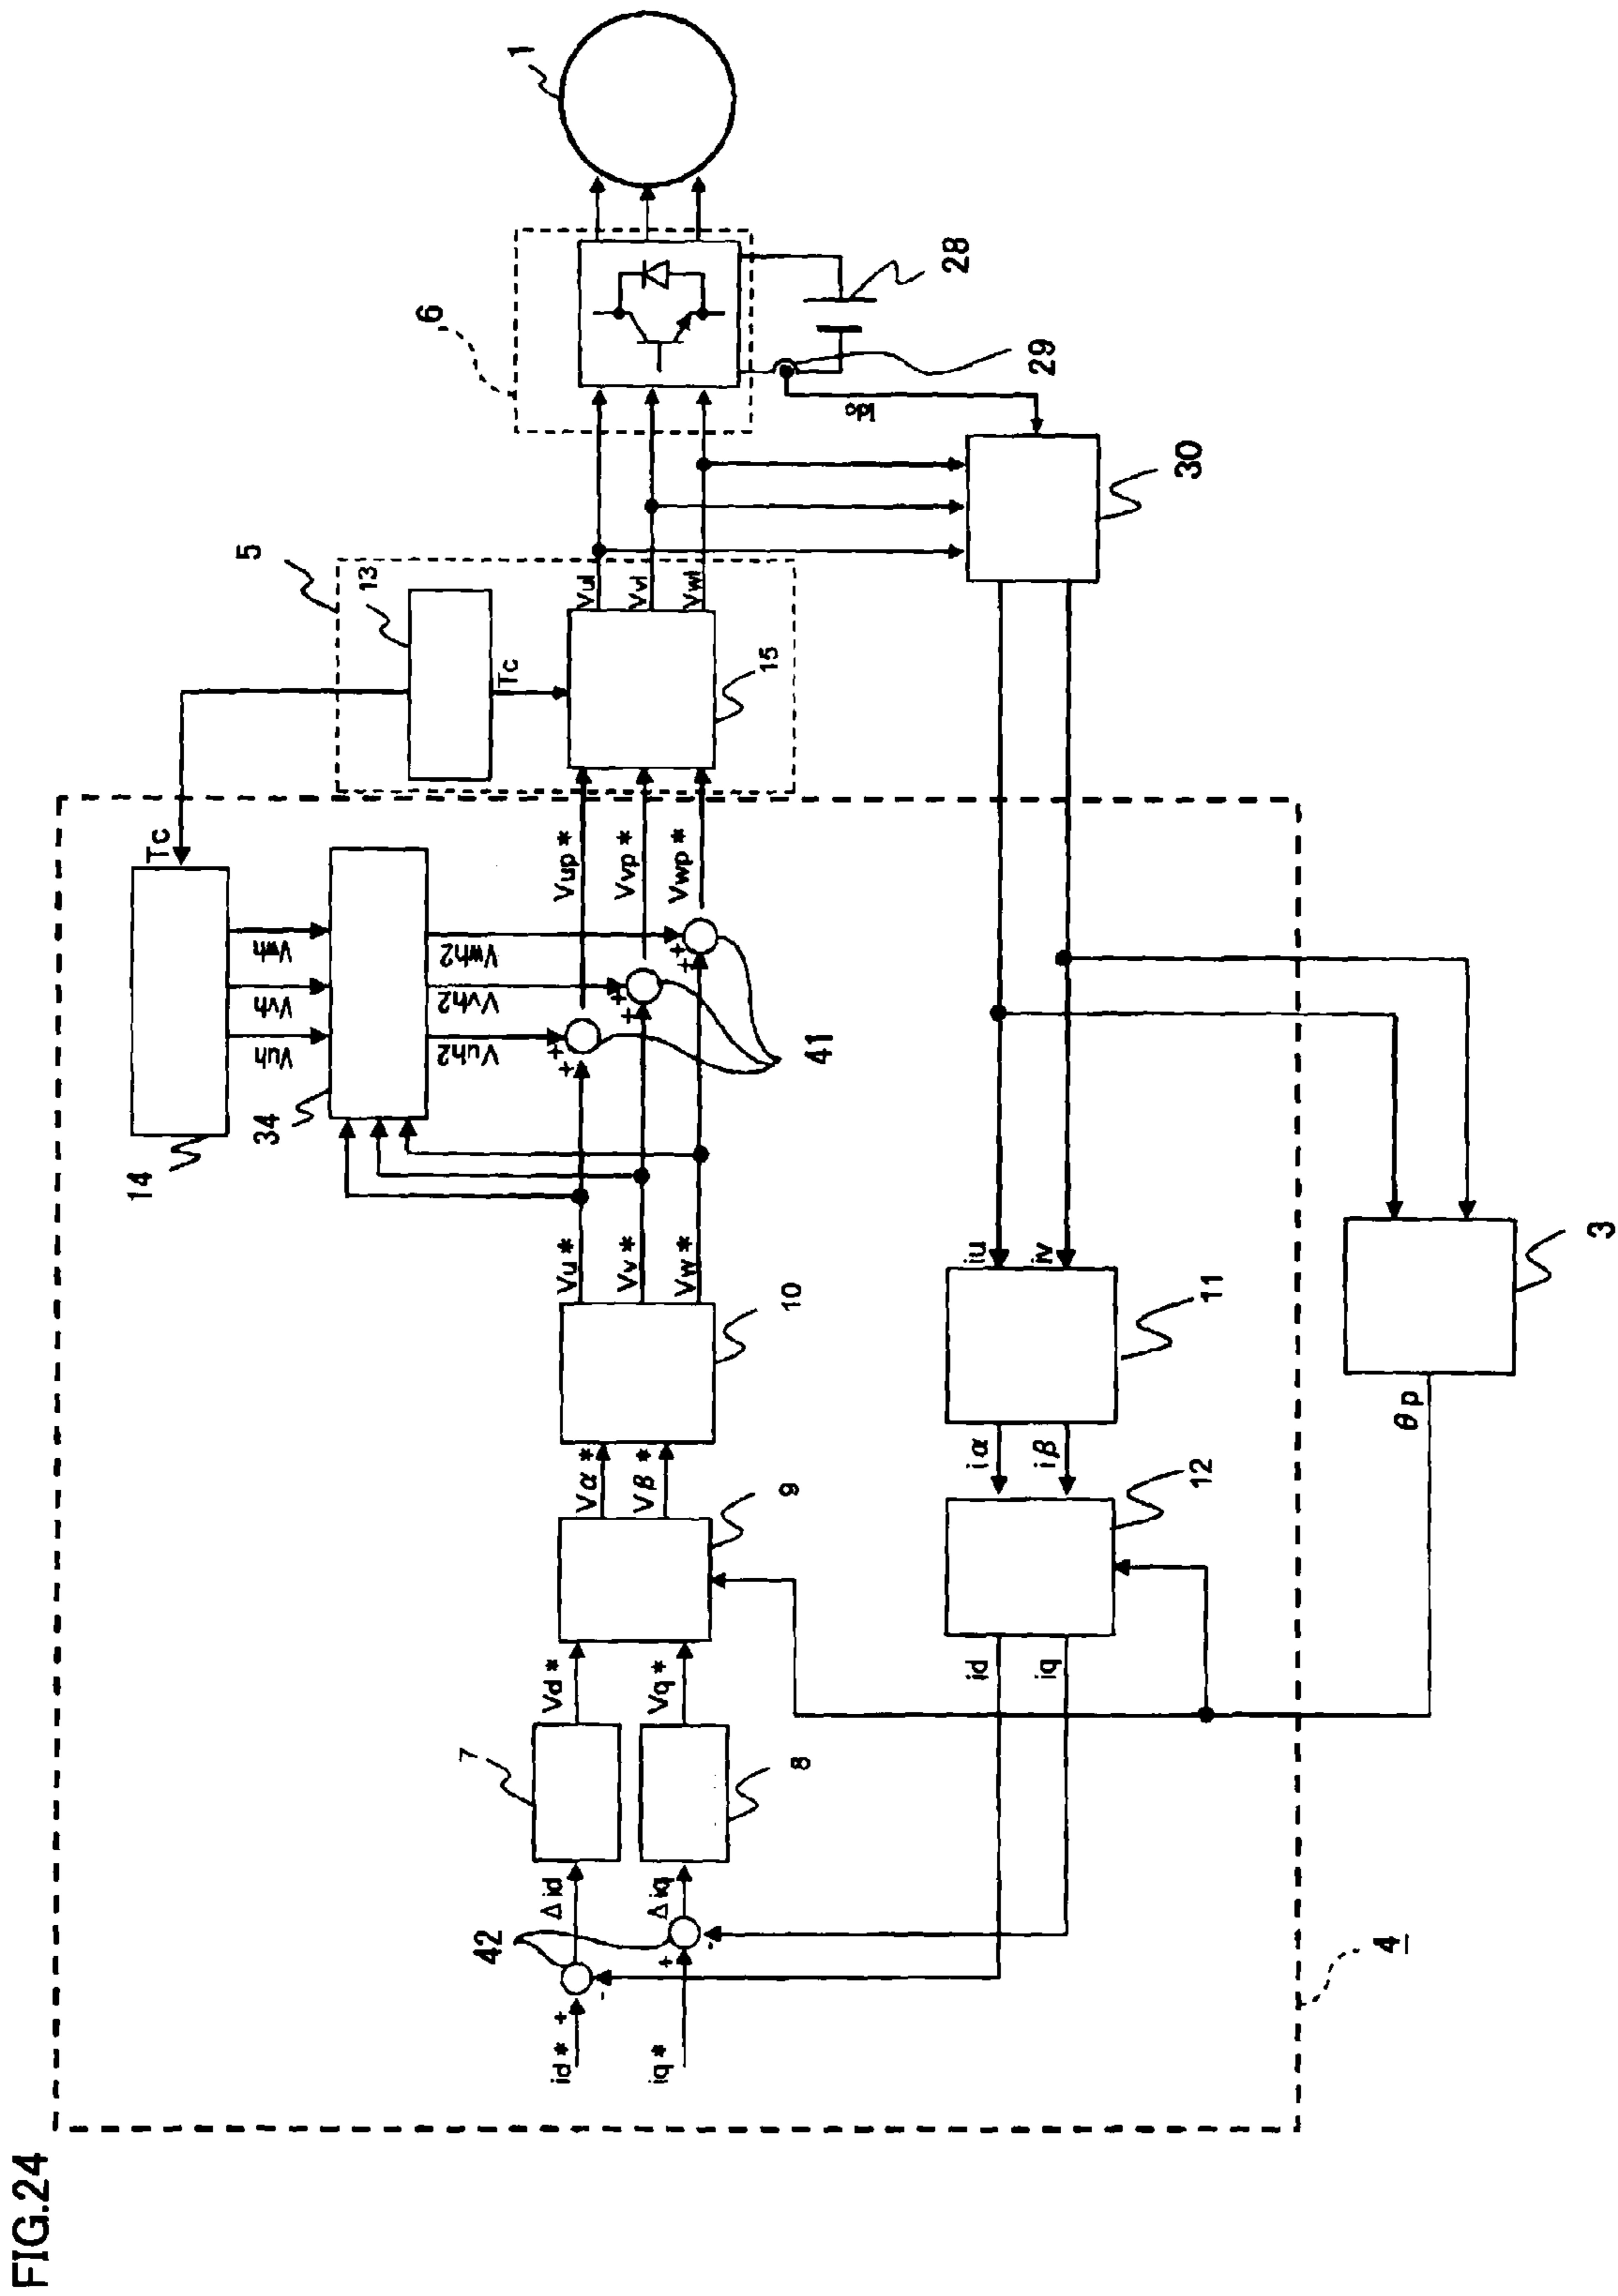 FIG.24
1
6
28
29
idc
30
5
13
Tc
Vul
Vvl
Vwl
15
Tc
14
Vuh
Vvh
Vwh
34
Vuh2
Vvh2
Vwh2
Vup*
Vvp*
Vwp*
+
+
+
+
+
+
41
Vu*
Vv*
Vw*
10
Vα*
Vβ*
9
Vd*
Vq*
7
8
Δid
Δiq
42
id*
+
-
iq*
+
-
iu
iv
11
iα
iβ
12
id
iq
3
θp
4